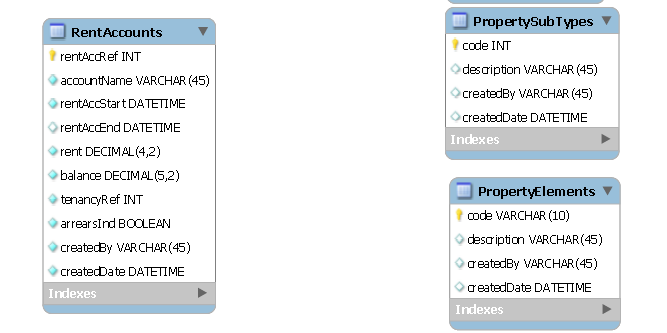 RentAccounts
rentAccRef INT
accountName VARCHAR(45)
rentAccStart DATETIME
rentAccEnd DATETIME
rent DECIMAL(4,2)
balance DECIMAL(5,2)
tenancyRef INT
arrearsInd BOOLEAN
createdBy VARCHAR(45)
createdDate DATETIME
Indexes
PropertySubTypes
code INT
description VARCHAR(45)
createdBy VARCHAR(45)
createdDate DATETIME
Indexes
PropertyElements
code VARCHAR(10)
description VARCHAR(45)
createdBy VARCHAR(45)
createdDate DATETIME
Indexes